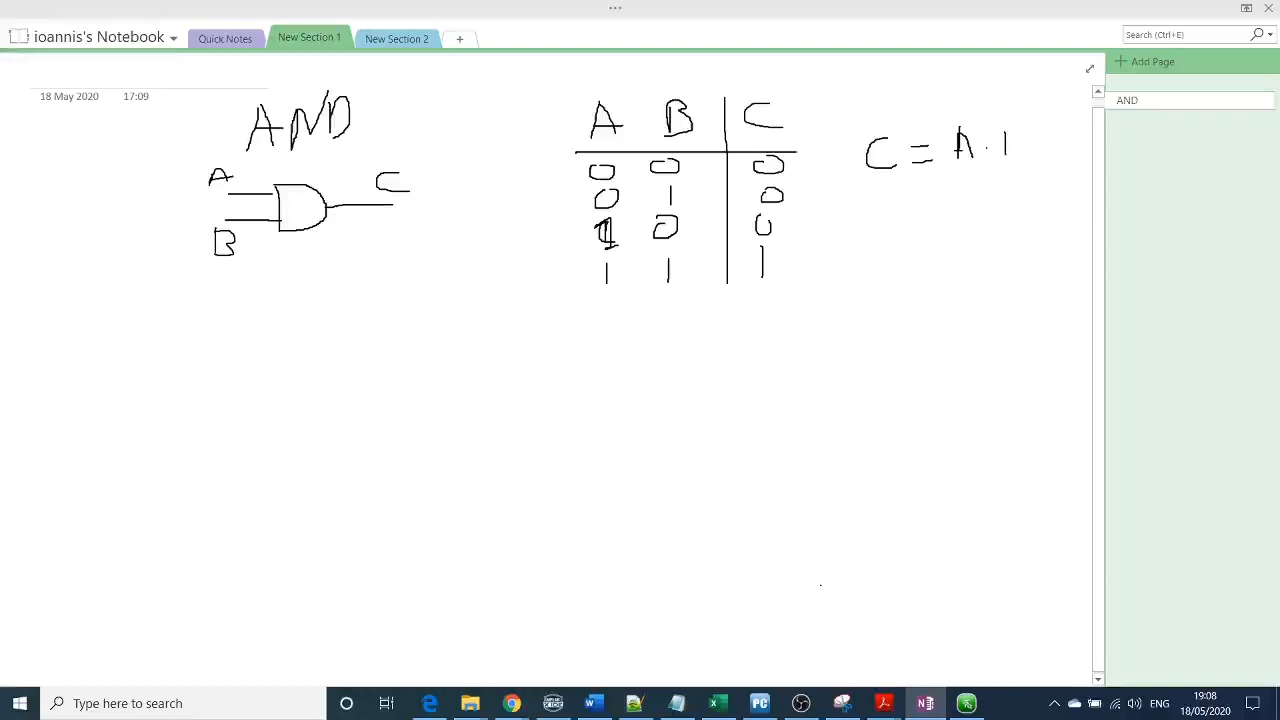 ioannis's Notebook
Quick Notes
New Section 1
New Section 2
+
Search (Ctrl+E)
Add Page
AND
18 May 2020 17:09
AND
A
B
C
A B C
0 0 0
0 1 0
1 0 0
1 1 1
C = A .
Type here to search
ENG
19:08
18/05/2020